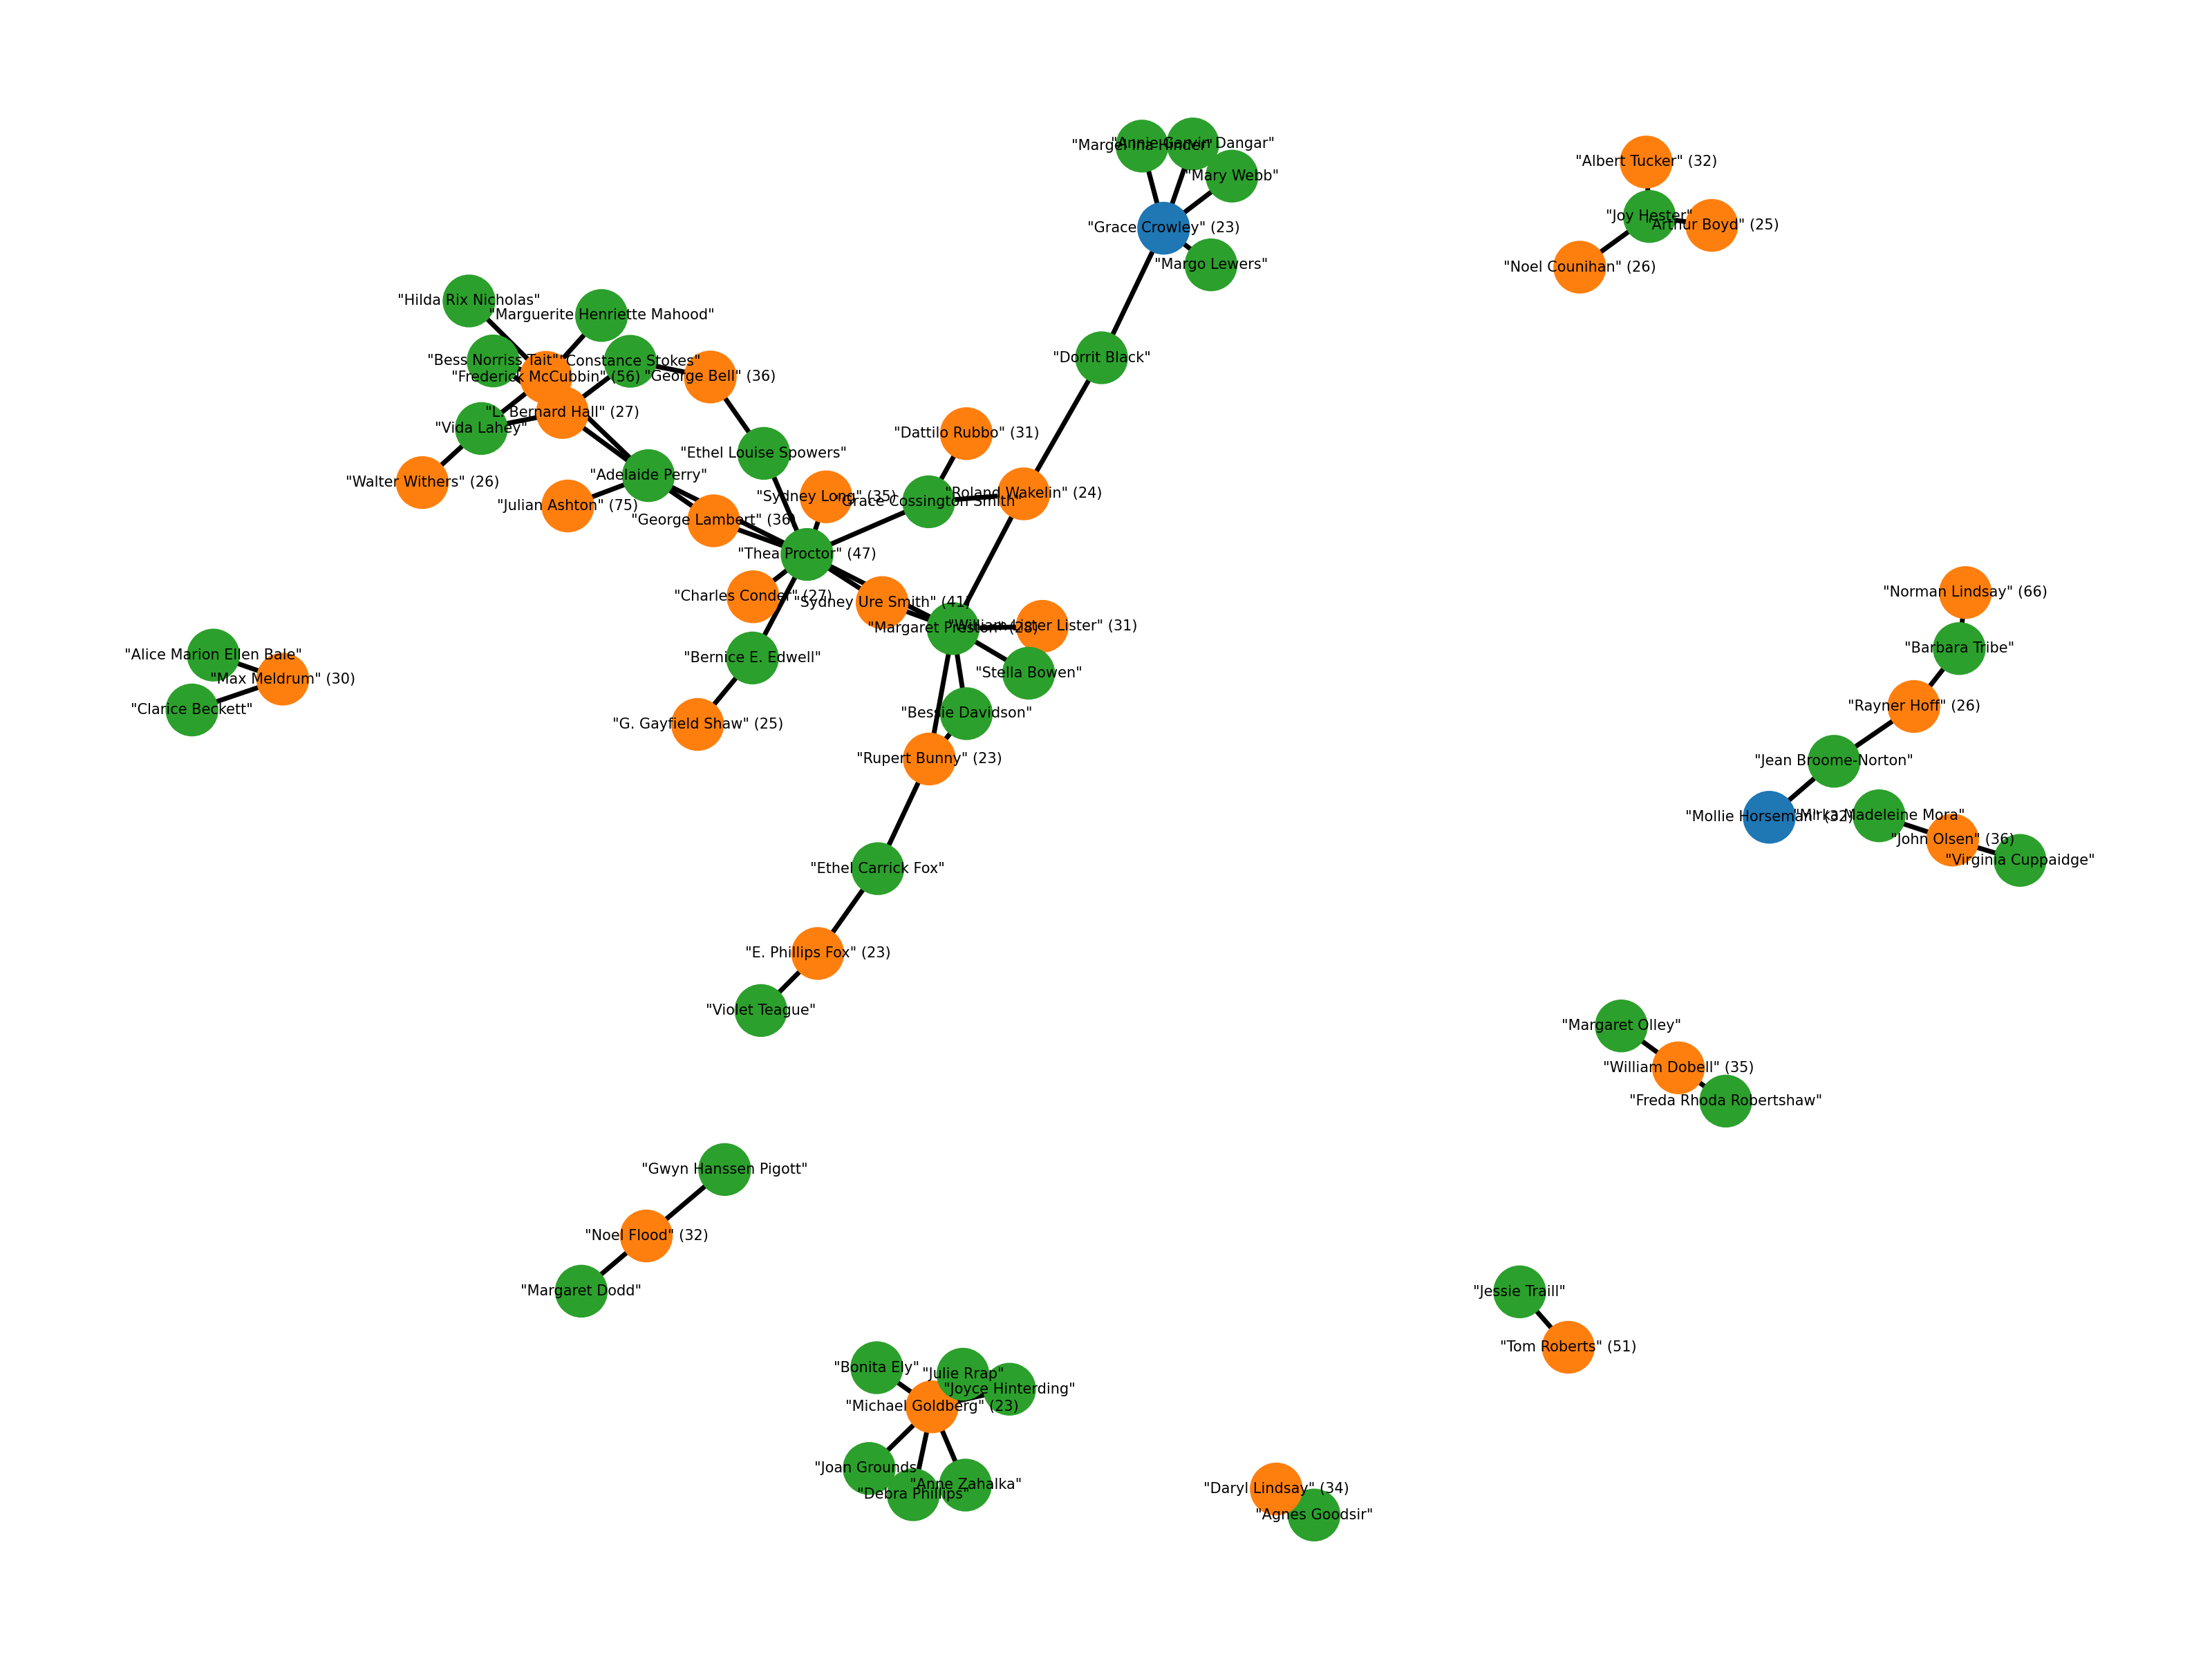 "Margel Ina Hinder"
"Annie Garvin Dangar"
"Mary Webb"
"Grace Crowley" (23)
"Margo Lewers"
"Albert Tucker" (32)
"Joy Hester"
"Arthur Boyd" (25)
"Noel Counihan" (26)
"Hilda Rix Nicholas"
"Marguerite Henriette Mahood"
"Bess Norriss Tait"
"Constance Stokes"
"Frederick McCubbin" (56)
"George Bell" (36)
"Dorrit Black"
"L. Bernard Hall" (27)
"Vida Lahey"
"Dattilo Rubbo" (31)
"Ethel Louise Spowers"
"Adelaide Perry"
"Walter Withers" (26)
"Sydney Long" (35)
"Grace Cossington Smith"
"Roland Wakelin" (24)
"Julian Ashton" (75)
"George Lambert" (36)
"Thea Proctor" (47)
"Charles Conder" (27)
"Sydney Ure Smith" (41)
"Margaret Preston" (28)
"William Lister Lister" (31)
"Norman Lindsay" (66)
"Barbara Tribe"
"Alice Marion Ellen Bale"
"Max Meldrum" (30)
"Clarice Beckett"
"Bernice E. Edwell"
"Stella Bowen"
"G. Gayfield Shaw" (25)
"Bessie Davidson"
"Rupert Bunny" (23)
"Rayner Hoff" (26)
"Jean Broome-Norton"
"Mollie Horseman" (32)
"Mirka Madeleine Mora"
"John Olsen" (36)
"Virginia Cuppaidge"
"Ethel Carrick Fox"
"E. Phillips Fox" (23)
"Violet Teague"
"Margaret Olley"
"William Dobell" (35)
"Freda Rhoda Robertshaw"
"Gwyn Hanssen Pigott"
"Noel Flood" (32)
"Margaret Dodd"
"Jessie Traill"
"Tom Roberts" (51)
"Bonita Ely"
"Julie Rrap"
"Joyce Hinterding"
"Michael Goldberg" (23)
"Joan Grounds"
"Debra Phillips"
"Anne Zahalka"
"Daryl Lindsay" (34)
"Agnes Goodsir"